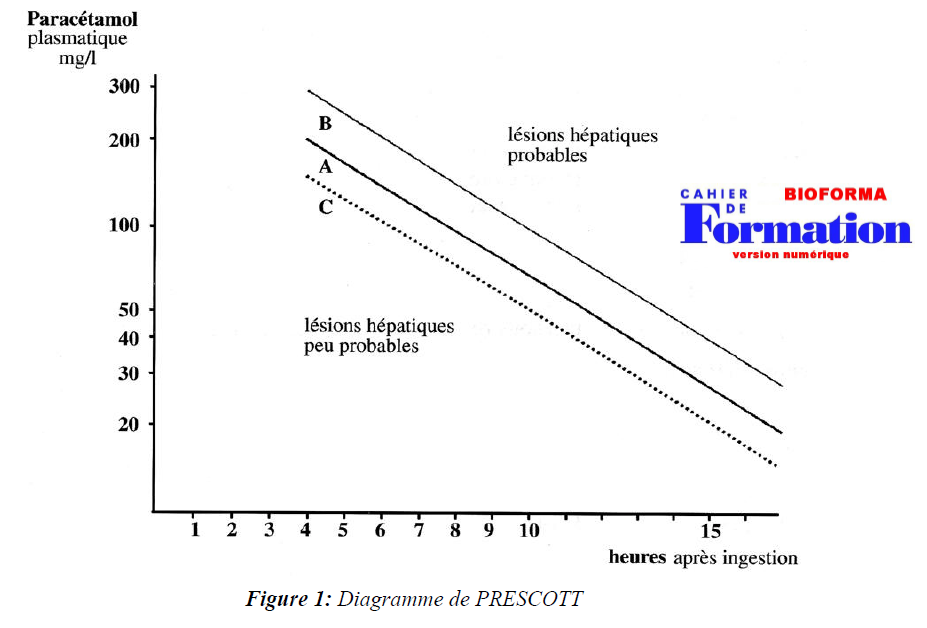 Paracétamol
plasmatique
mg/l
300
200
100
50
40
30
20
B
A
C
lésions hépatiques
probables
lésions hépatiques
peu probables
CAHIER BIOFORMA
DE
Formation
version numérique
1 2 3 4 5 6 7 8 9 10 15
heures après ingestion
Figure 1: Diagramme de PRESCOTT